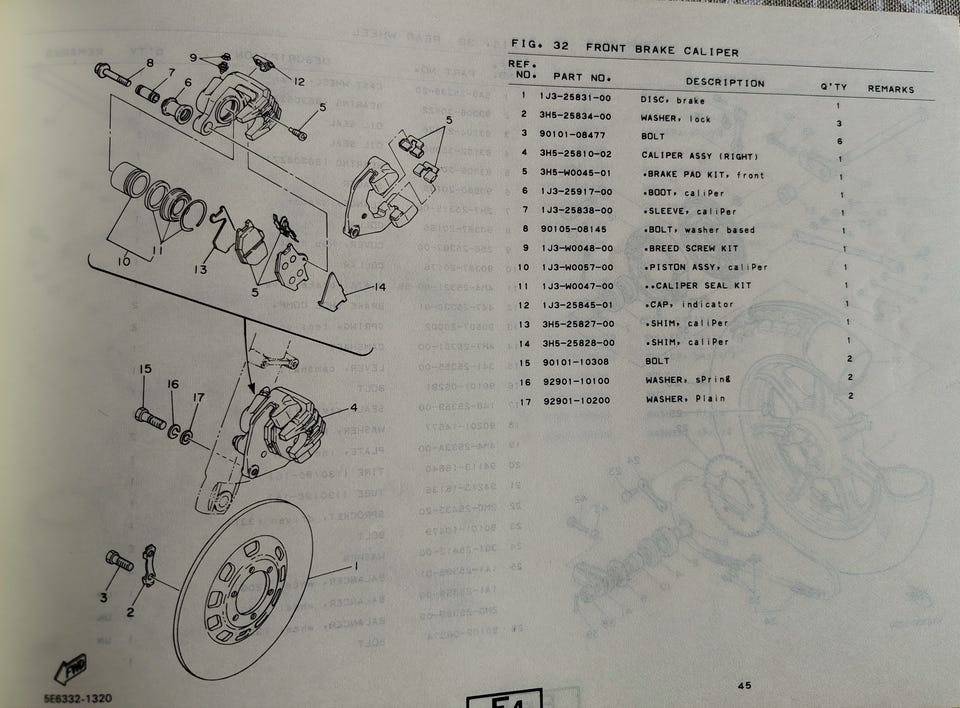 FIG. 32 FRONT BRAKE CALIPER
REF. NO. PART NO. DESCRIPTION Q'TY REMARKS
1 1J3-25831-00 DISC, brake 1
2 3H5-25834-00 WASHER, lock 3
3 90101-08477 BOLT 6
4 3H5-25810-02 CALIPER ASSY (RIGHT) 1
5 3H5-W0045-01 .BRAKE PAD KIT, front 1
6 1J3-25917-00 .BOOT, caliper 1
7 1J3-25838-00 .SLEEVE, caliper 1
8 90105-08145 .BOLT, washer based 1
9 1J3-W0048-00 .BREED SCREW KIT 1
10 1J3-W0057-00 .PISTON ASSY, caliper 1
11 1J3-W0047-00 ..CALIPER SEAL KIT 1
12 1J3-25845-01 .CAP, indicator 1
13 3H5-25827-00 .SHIM, caliper 1
14 3H5-25828-00 .SHIM, caliper 1
15 90101-10308 BOLT 2
16 92901-10100 WASHER, spring 2
17 92901-10200 WASHER, Plain 2
8
9
7
12
6
5
5
11
10
13
5
14
15
16
17
4
1
3
2
FWD
5E6332-1320
45